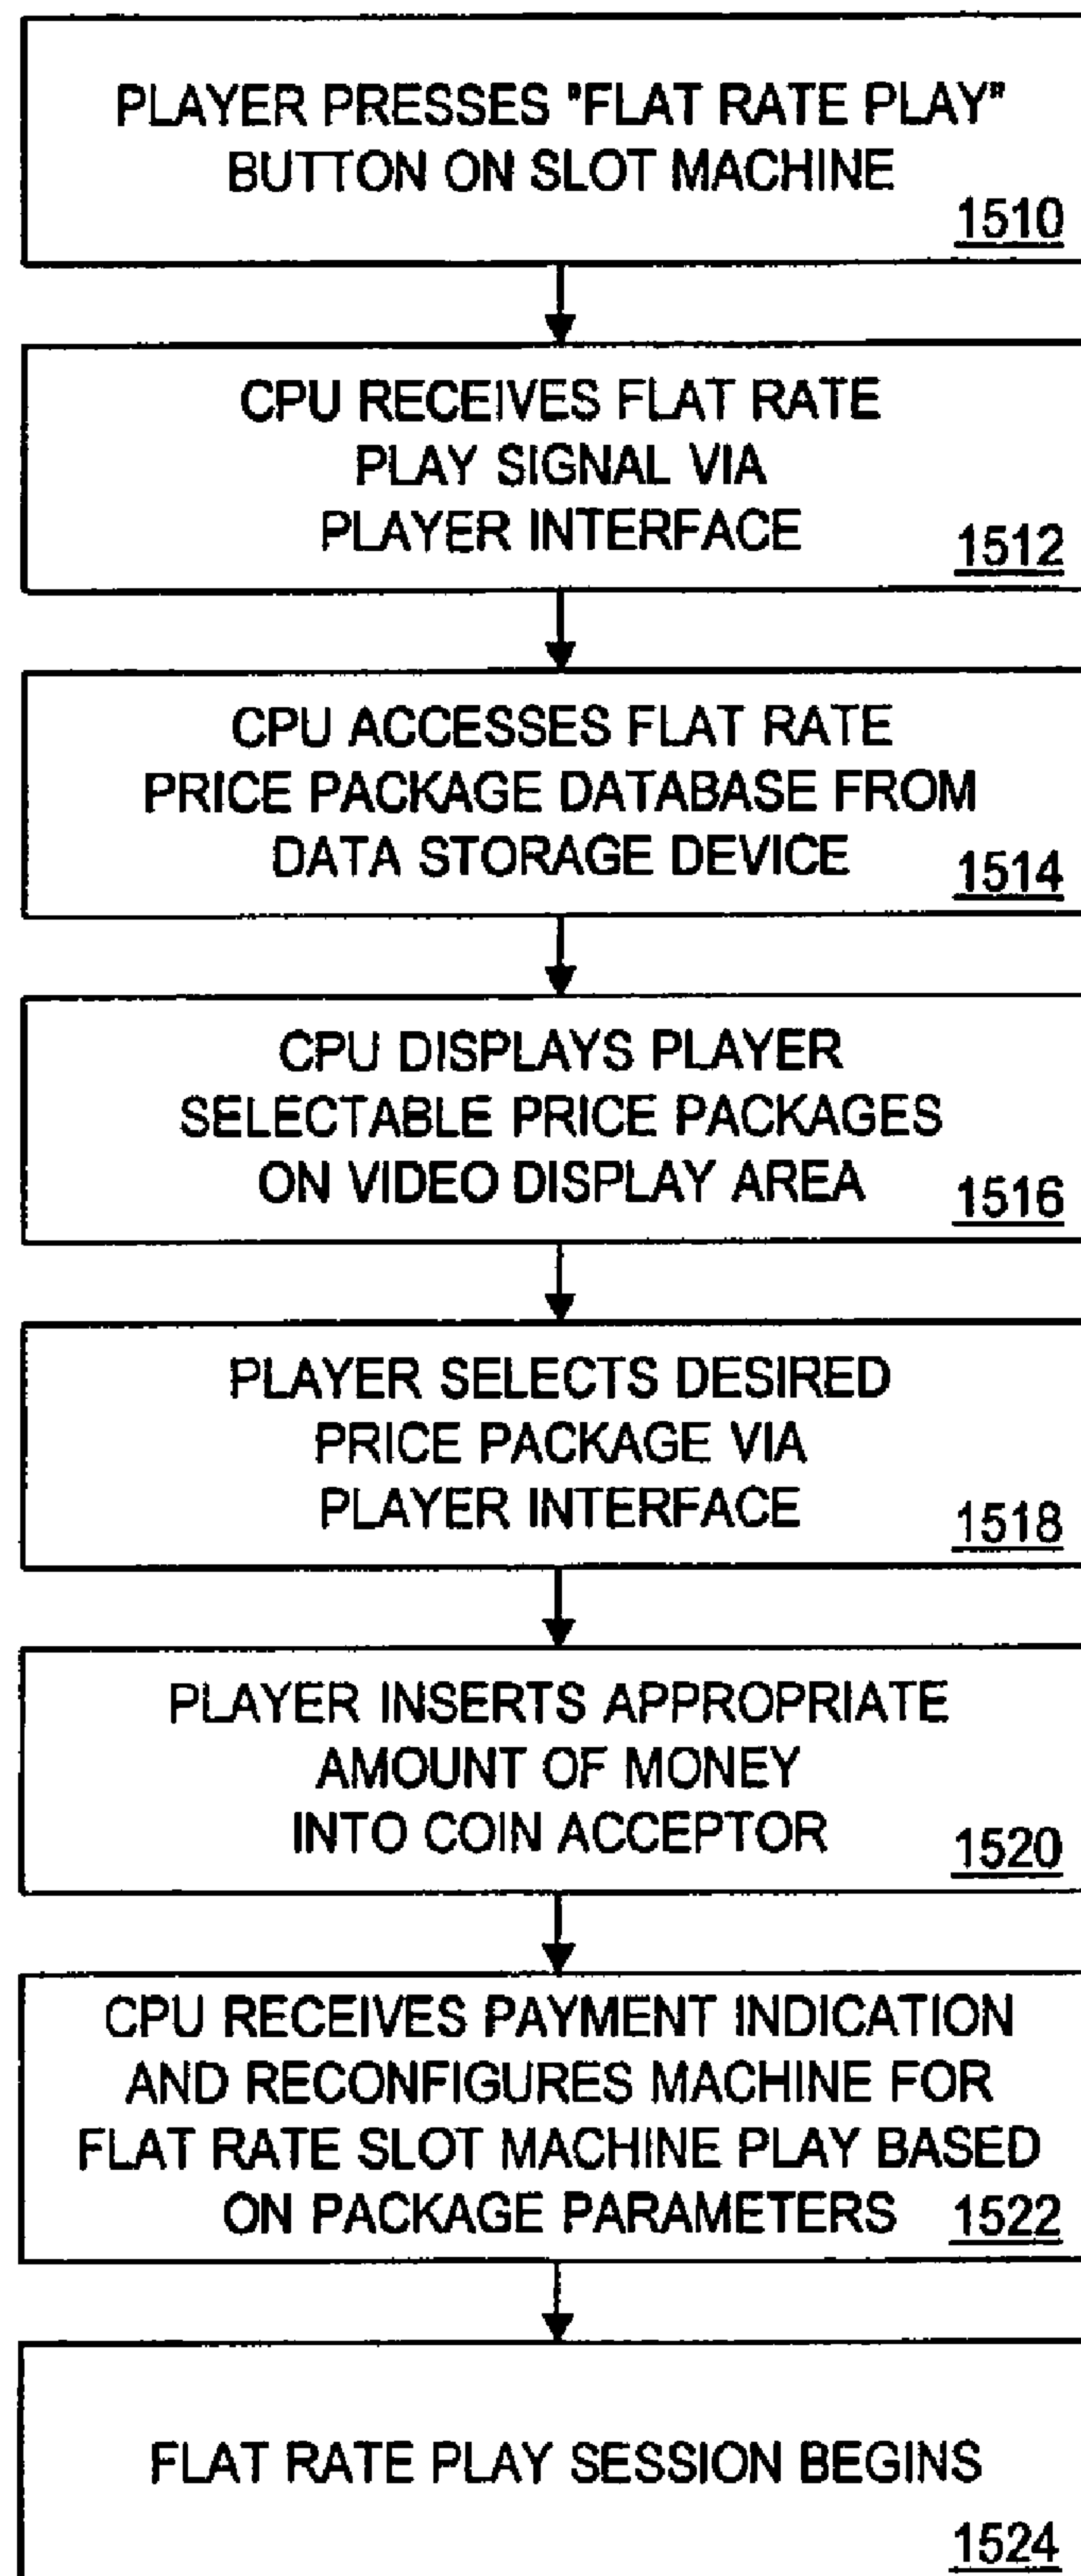 PLAYER PRESSES "FLAT RATE PLAY"
BUTTON ON SLOT MACHINE
1510
CPU RECEIVES FLAT RATE
PLAY SIGNAL VIA
PLAYER INTERFACE
1512
CPU ACCESSES FLAT RATE
PRICE PACKAGE DATABASE FROM
DATA STORAGE DEVICE
1514
CPU DISPLAYS PLAYER
SELECTABLE PRICE PACKAGES
ON VIDEO DISPLAY AREA
1516
PLAYER SELECTS DESIRED
PRICE PACKAGE VIA
PLAYER INTERFACE
1518
PLAYER INSERTS APPROPRIATE
AMOUNT OF MONEY
INTO COIN ACCEPTOR
1520
CPU RECEIVES PAYMENT INDICATION
AND RECONFIGURES MACHINE FOR
FLAT RATE SLOT MACHINE PLAY BASED
ON PACKAGE PARAMETERS
1522
FLAT RATE PLAY SESSION BEGINS
1524